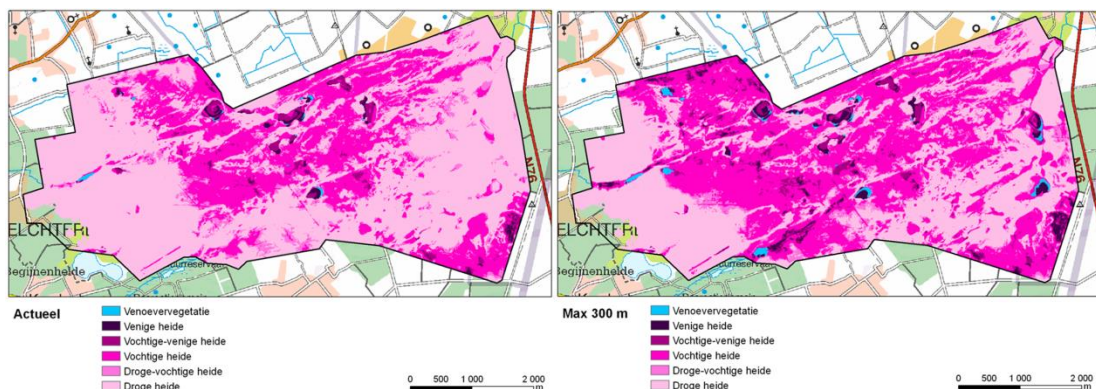 N76
ELCHTER
Begijnenheide
Actueel
Venoevervegetatie
Venige heide
Vochtige-venige heide
Vochtige heide
Droge-vochtige heide
Droge heide
0 500 1 000 2 000
m
N76
ELCHTER
Begijnenheide
Max 300 m
Venoevervegetatie
Venige heide
Vochtige-venige heide
Vochtige heide
Droge-vochtige heide
Droge heide
0 500 1 000 2 000
m